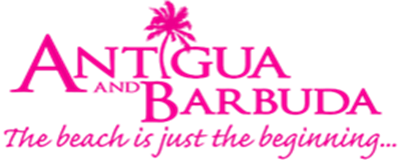 ANTIGUA
AND BARBUDA
The beach is just the beginning...